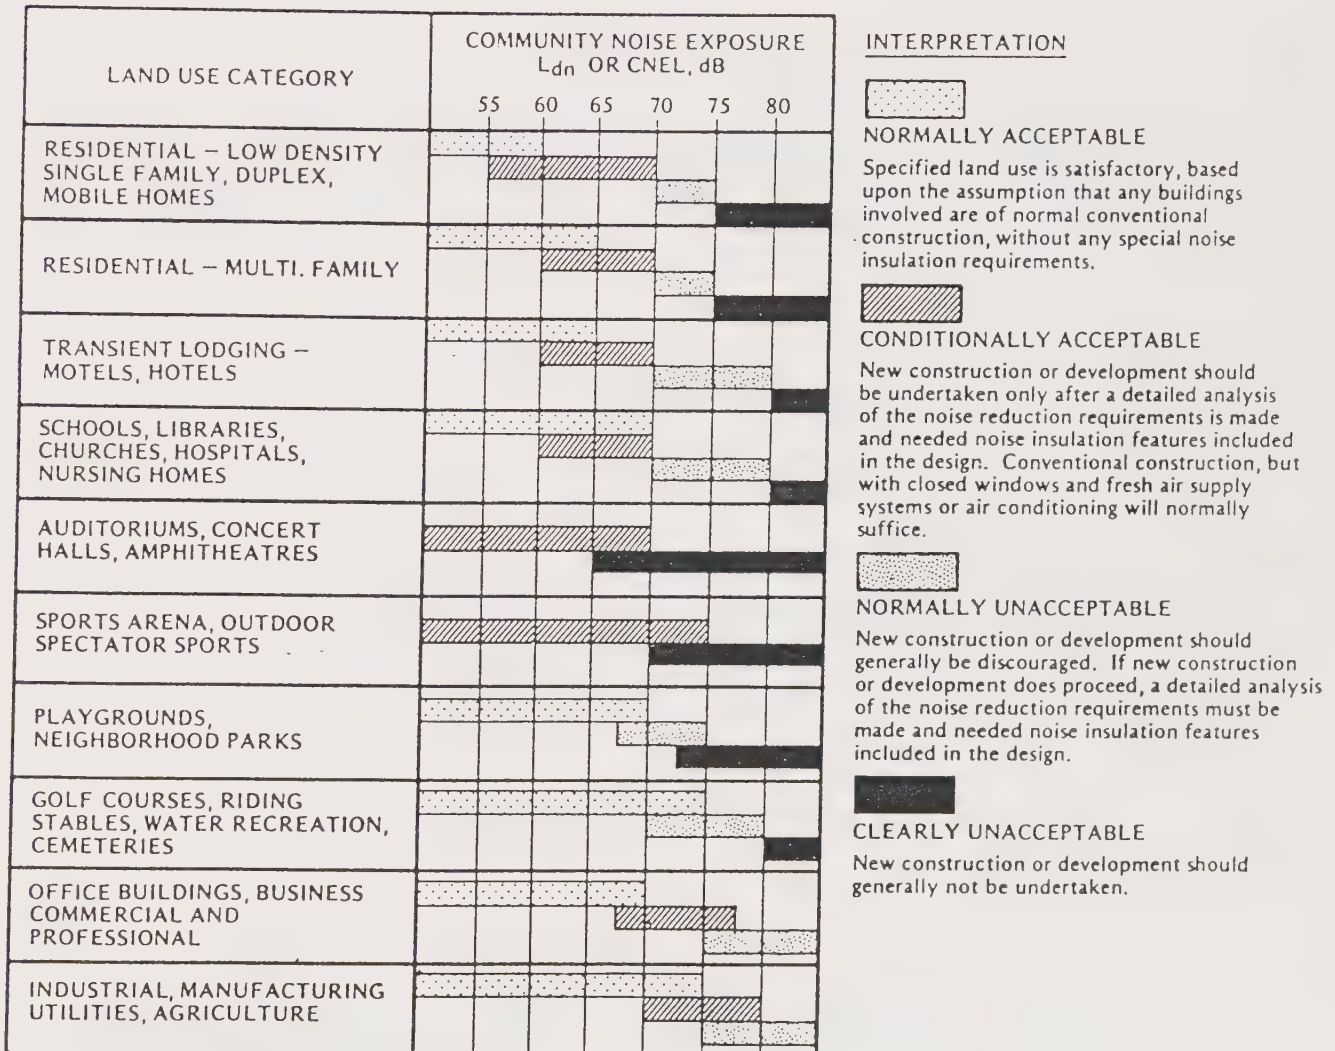 LAND USE CATEGORY
COMMUNITY NOISE EXPOSURE
Ldn OR CNEL, dB
55 60 65 70 75 80
RESIDENTIAL – LOW DENSITY
SINGLE FAMILY, DUPLEX,
MOBILE HOMES
RESIDENTIAL – MULTI. FAMILY
TRANSIENT LODGING –
MOTELS, HOTELS
SCHOOLS, LIBRARIES,
CHURCHES, HOSPITALS,
NURSING HOMES
AUDITORIUMS, CONCERT
HALLS, AMPHITHEATRES
SPORTS ARENA, OUTDOOR
SPECTATOR SPORTS
PLAYGROUNDS,
NEIGHBORHOOD PARKS
GOLF COURSES, RIDING
STABLES, WATER RECREATION,
CEMETERIES
OFFICE BUILDINGS, BUSINESS
COMMERCIAL AND
PROFESSIONAL
INDUSTRIAL, MANUFACTURING
UTILITIES, AGRICULTURE
INTERPRETATION
NORMALLY ACCEPTABLE
Specified land use is satisfactory, based
upon the assumption that any buildings
involved are of normal conventional
construction, without any special noise
insulation requirements.
CONDITIONALLY ACCEPTABLE
New construction or development should
be undertaken only after a detailed analysis
of the noise reduction requirements is made
and needed noise insulation features included
in the design. Conventional construction, but
with closed windows and fresh air supply
systems or air conditioning will normally
suffice.
NORMALLY UNACCEPTABLE
New construction or development should
generally be discouraged. If new construction
or development does proceed, a detailed analysis
of the noise reduction requirements must be
made and needed noise insulation features
included in the design.
CLEARLY UNACCEPTABLE
New construction or development should
generally not be undertaken.